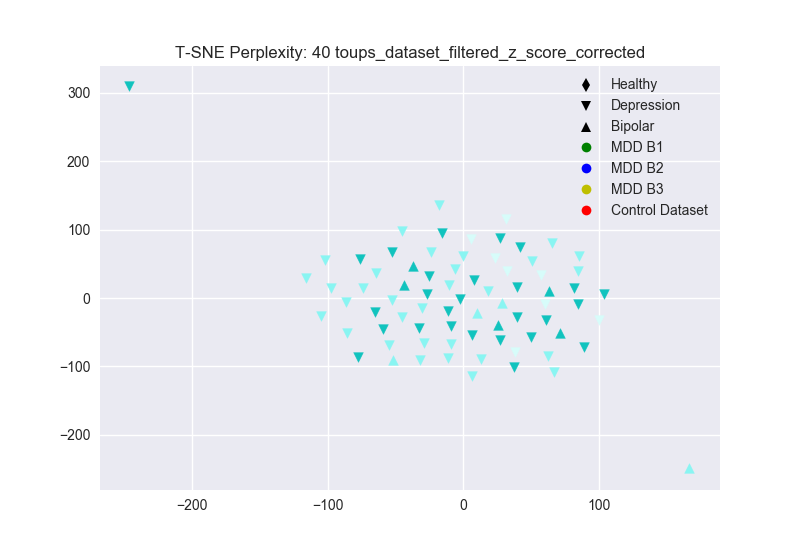 T-SNE Perplexity: 40 toups_dataset_filtered_z_score_corrected
300
200
100
0
−100
−200
−200
−100
0
100
Healthy
Depression
Bipolar
MDD B1
MDD B2
MDD B3
Control Dataset